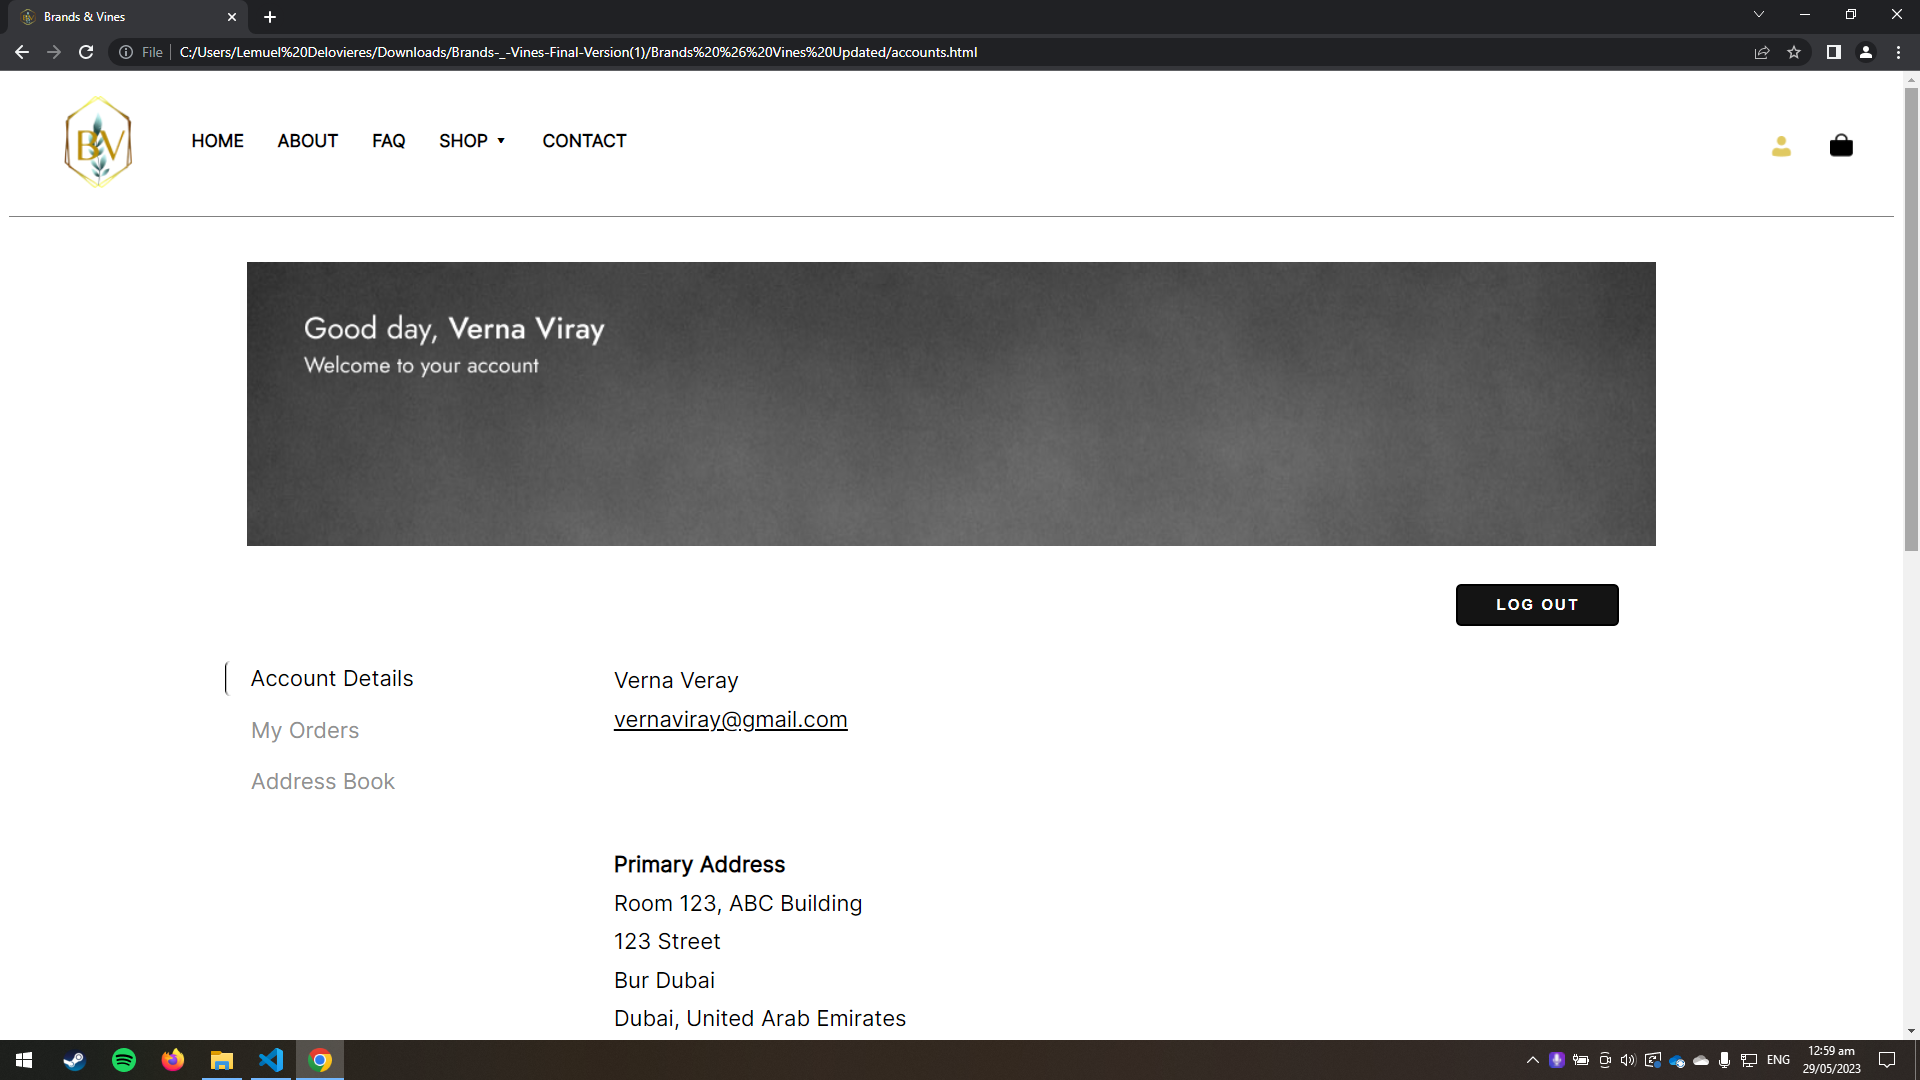 Brands & Vines
File
C:/Users/Lemuel%20Delovieres/Downloads/Brands-_-Vines-Final-Version(1)/Brands%20%26%20Vines%20Updated/accounts.html
BV
HOME
ABOUT
FAQ
SHOP
CONTACT
Good day, Verna Viray
Welcome to your account
LOG OUT
Account Details
My Orders
Address Book
Verna Veray
vernaviray@gmail.com
Primary Address
Room 123, ABC Building
123 Street
Bur Dubai
Dubai, United Arab Emirates
ENG
12:59 am
29/05/2023